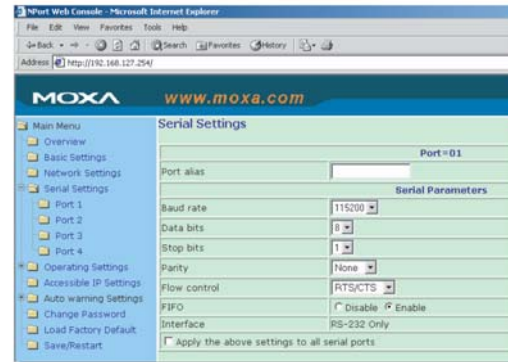 NPort Web Console - Microsoft Internet Explorer
File Edit View Favorites Tools Help
Back Search Favorites History
Address http://192.168.127.254/
MOXA www.moxa.com
Main Menu
Overview
Basic Settings
Network Settings
Serial Settings
Port 1
Port 2
Port 3
Port 4
Operating Settings
Accessible IP Settings
Auto warning Settings
Change Password
Load Factory Default
Save/Restart
Serial Settings
Port=01
Port alias
Serial Parameters
Baud rate 115200
Data bits 8
Stop bits 1
Parity None
Flow control RTS/CTS
FIFO Disable Enable
Interface RS-232 Only
Apply the above settings to all serial ports